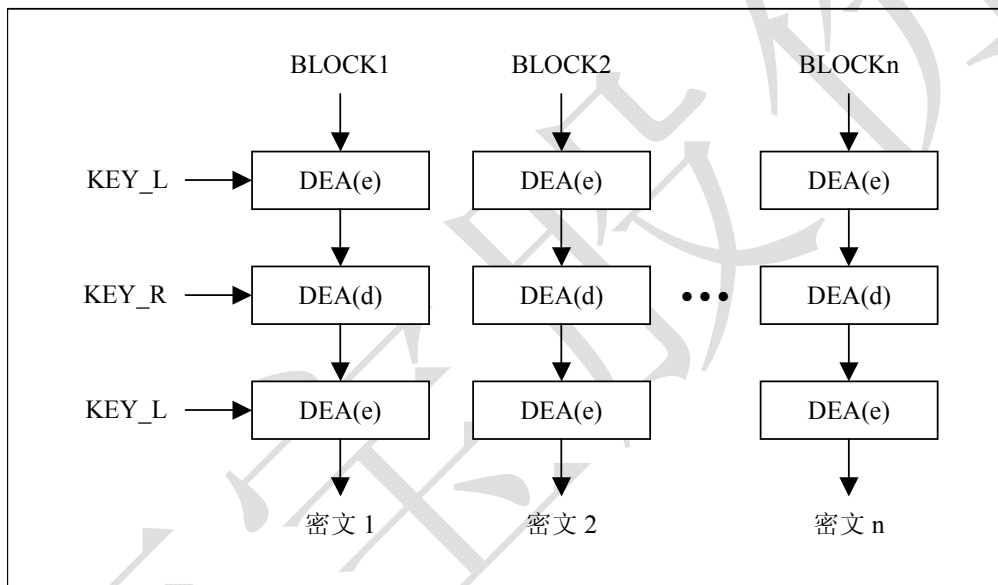 BLOCK1 BLOCK2 BLOCKn
KEY_L DEA(e) DEA(e) DEA(e)
KEY_R DEA(d) DEA(d) ••• DEA(d)
KEY_L DEA(e) DEA(e) DEA(e)
密文 1 密文 2 密文 n